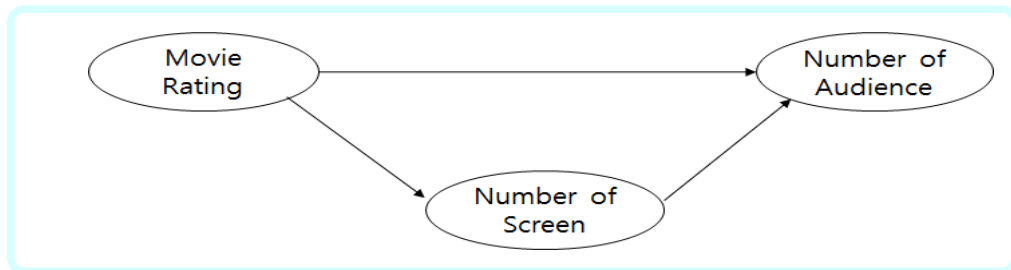 Movie
Rating
Number of
Audience
Number of
Screen